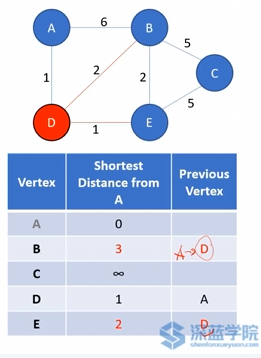 A 6 B
5
1 2 2 C
5
D 1 E
Vertex Shortest Distance from A Previous Vertex
A 0
B 3 A→D
C ∞
D 1 A
E 2 D
深蓝学院
shenlanxueyuan.com